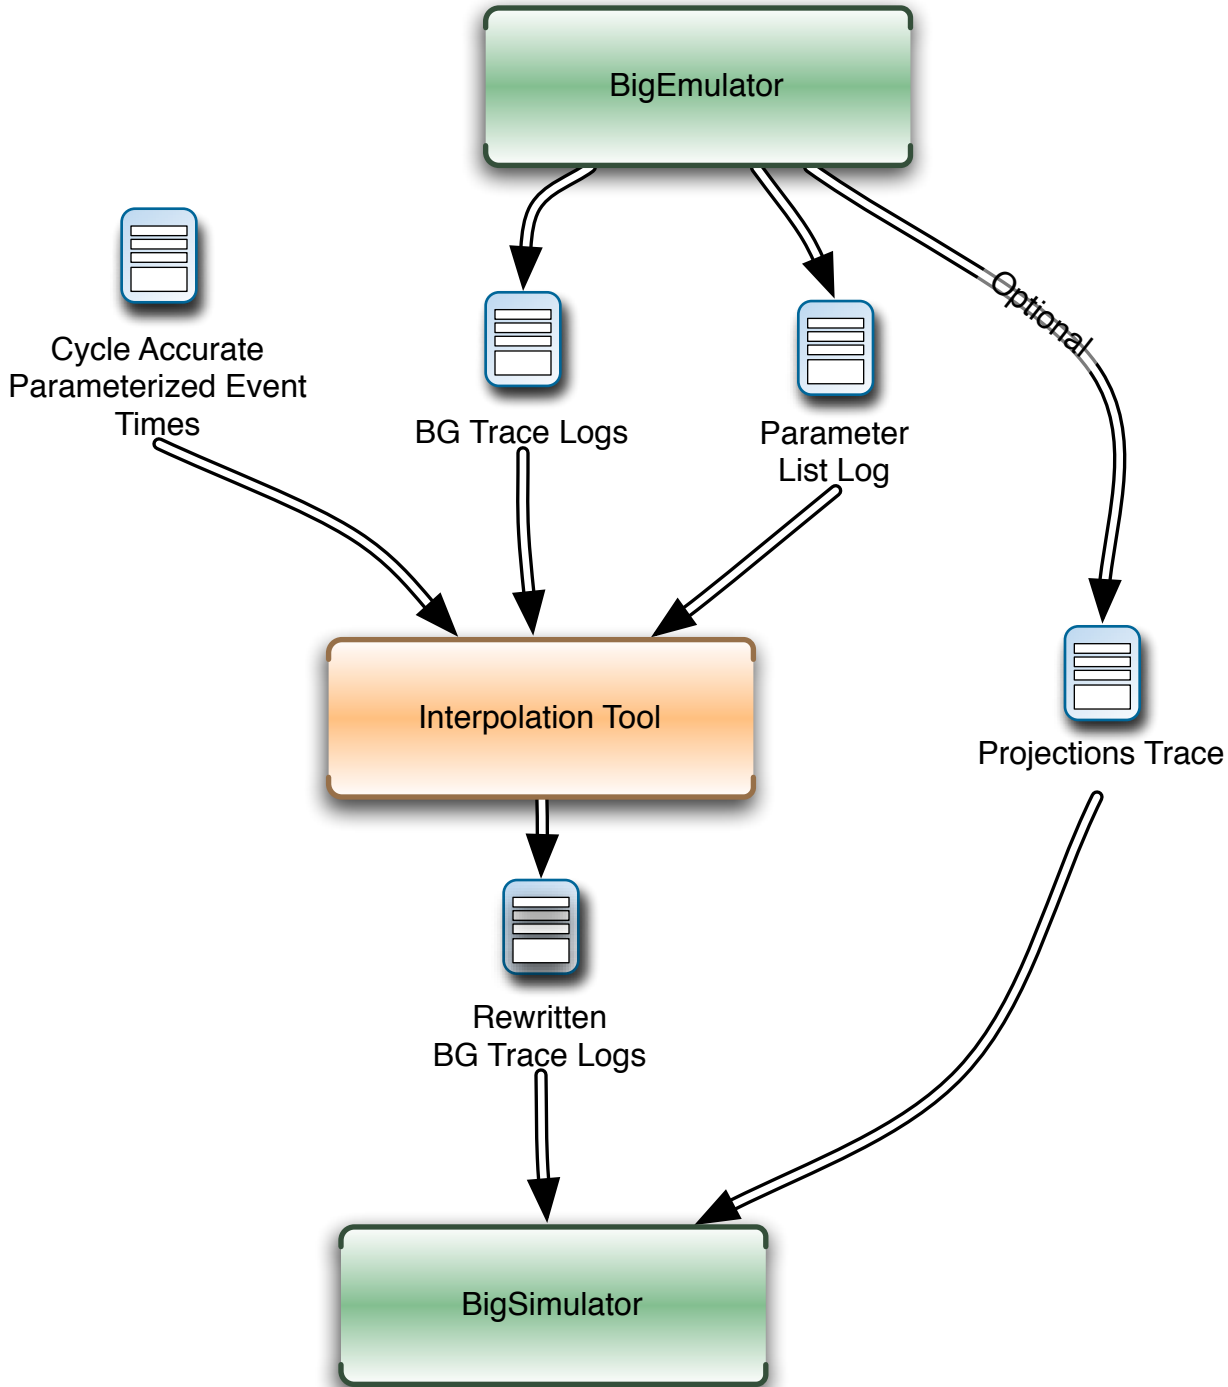 BigEmulator
Optional
Cycle Accurate
Parameterized Event
Times
BG Trace Logs
Parameter
List Log
Interpolation Tool
Projections Trace
Rewritten
BG Trace Logs
BigSimulator